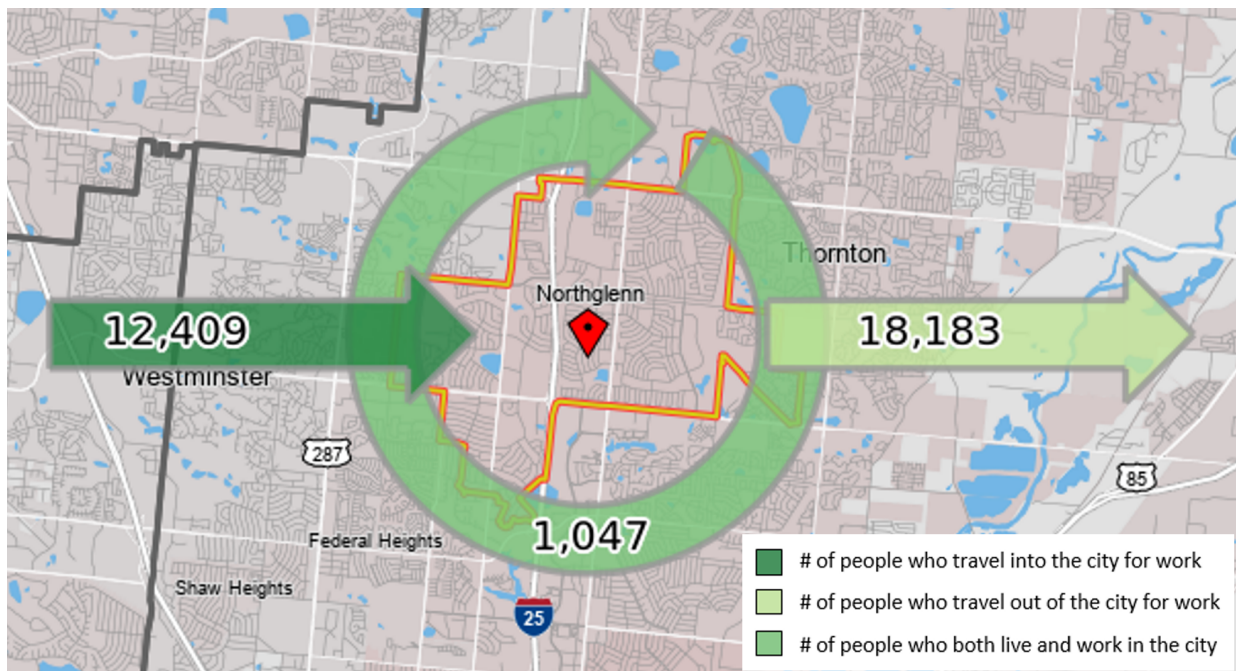 Thornton
Northglenn
12,409
18,183
Westminster
287
85
1,047
Federal Heights
Shaw Heights
25
# of people who travel into the city for work
# of people who travel out of the city for work
# of people who both live and work in the city